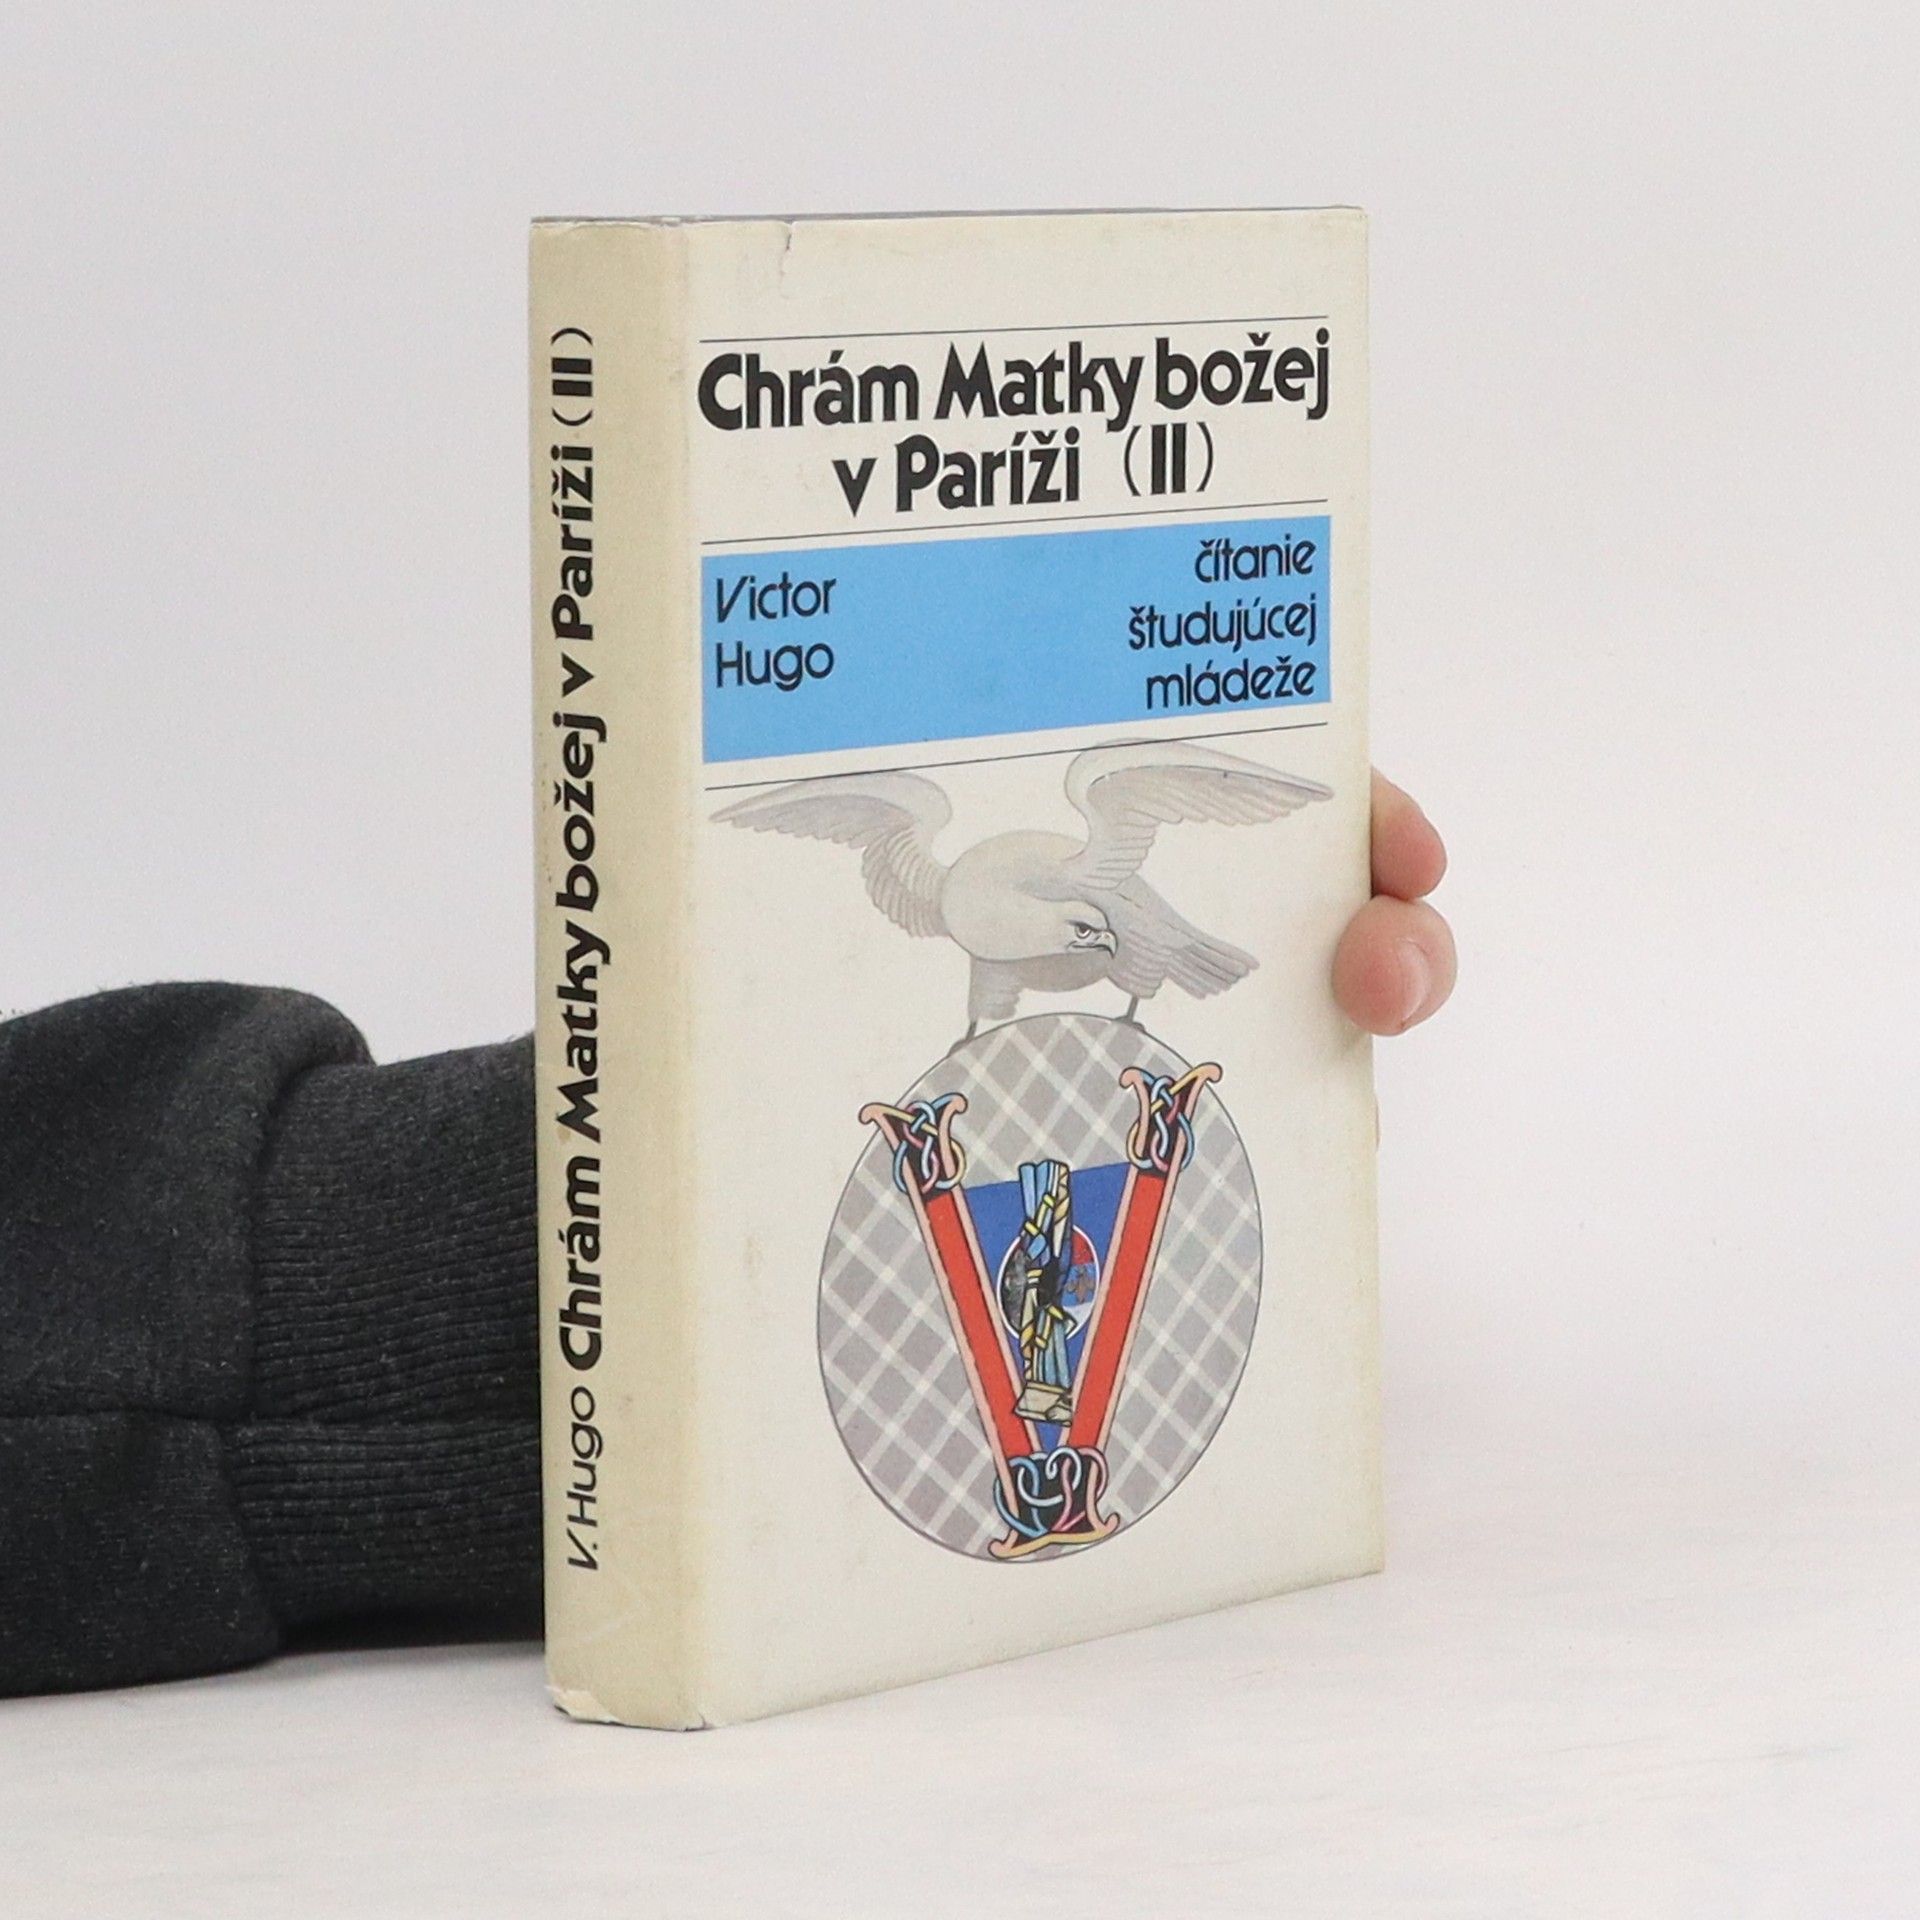 Chrám Matky božej
v Paríži (II)
Victor
Hugo
čítanie
študujúcej
mládeže
V. Hugo Chrám Matky božej v Paríži (II)